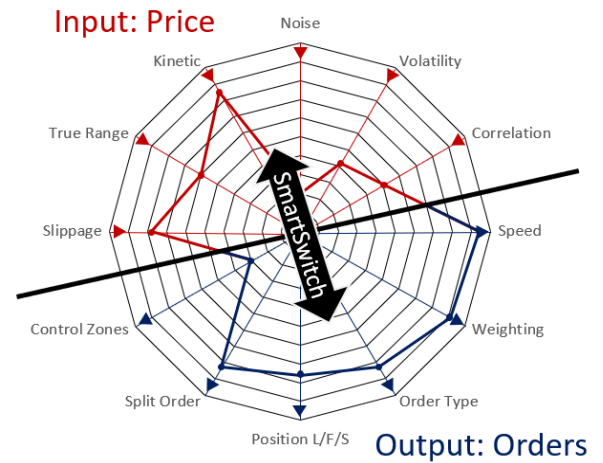 Input: Price
Noise
Kinetic
Volatility
True Range
Correlation
SmartSwitch
Slippage
Speed
Control Zones
Weighting
Split Order
Order Type
Position L/F/S
Output: Orders